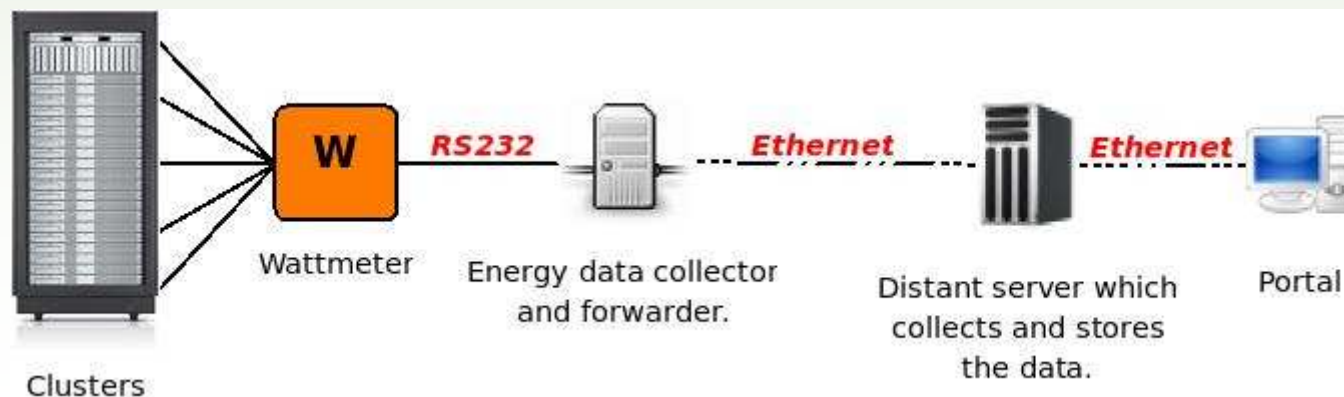 W
RS232
Ethernet
Ethernet
Wattmeter
Energy data collector
and forwarder.
Distant server which
collects and stores
the data.
Portal
Clusters